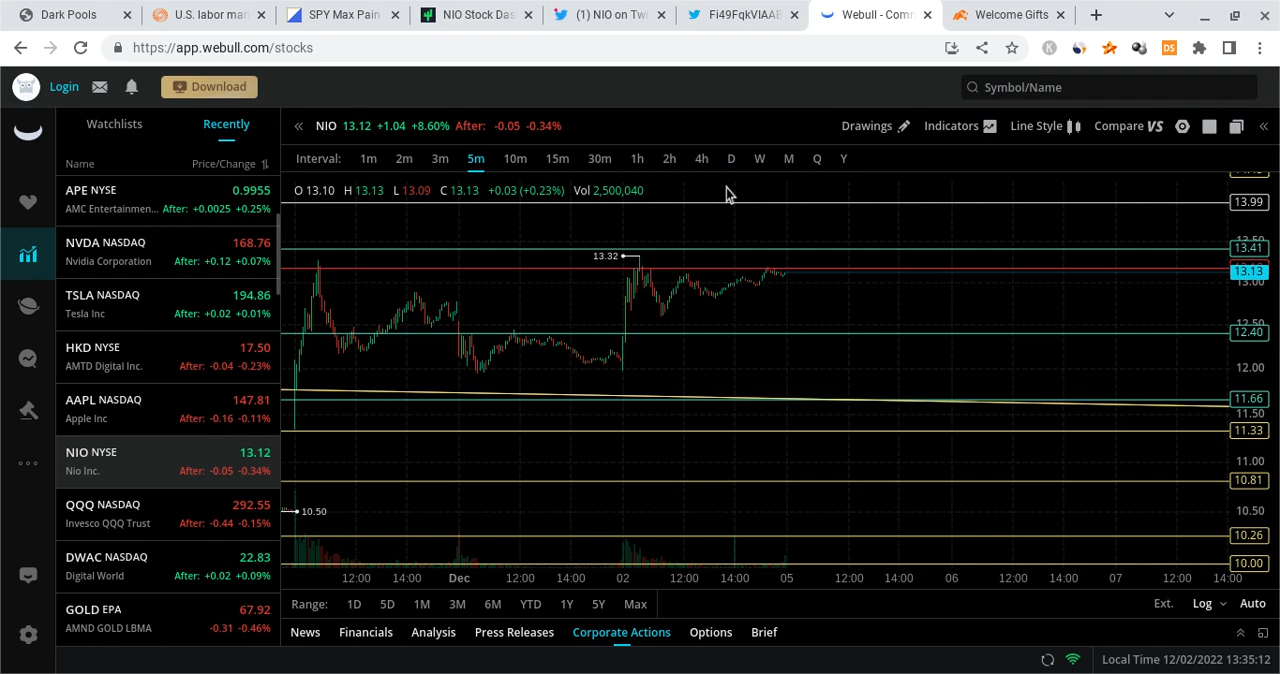 Dark Pools
U.S. labor mar
SPY Max Pain
NIO Stock Das
(1) NIO on Tw
Fi49FqkVIAAB
Webull - Com
Welcome Gifts
https://app.webull.com/stocks
K
DS
Login
Download
Symbol/Name
Watchlists
Recently
NIO 13.12 +1.04 +8.60% After: -0.05 -0.34%
Drawings
Indicators
Line Style
Compare VS
Name
Price/Change
Interval: 1m 2m 3m 5m 10m 15m 30m 1h 2h 4h D W M Q Y
O 13.10 H 13.13 L 13.09 C 13.13 +0.03 (+0.23%) Vol 2,500,040
APE NYSE
0.9955
AMC Entertainmen...
After: +0.0025 +0.25%
NVDA NASDAQ
168.76
Nvidia Corporation
After: +0.12 +0.07%
TSLA NASDAQ
194.86
Tesla Inc
After: +0.02 +0.01%
HKD NYSE
17.50
AMTD Digital Inc.
After: -0.04 -0.23%
AAPL NASDAQ
147.81
Apple Inc
After: -0.16 -0.11%
NIO NYSE
13.12
Nio Inc.
After: -0.05 -0.34%
QQQ NASDAQ
292.55
Invesco QQQ Trust
After: -0.44 -0.15%
DWAC NASDAQ
22.83
Digital World
After: +0.02 +0.09%
GOLD EPA
67.92
AMND GOLD LBMA
-0.31 -0.46%
13.32
10.50
13.99
13.50
13.41
13.13
13.00
12.50
12.40
12.00
11.66
11.50
11.33
11.00
10.81
10.50
10.26
10.00
12:00 14:00 Dec 12:00 14:00 02 12:00 14:00 05 12:00 14:00 06 12:00 14:00 07 12:00 14:00
Range: 1D 5D 1M 3M 6M YTD 1Y 5Y Max
Ext. Log Auto
News Financials Analysis Press Releases Corporate Actions Options Brief
Local Time 12/02/2022 13:35:12